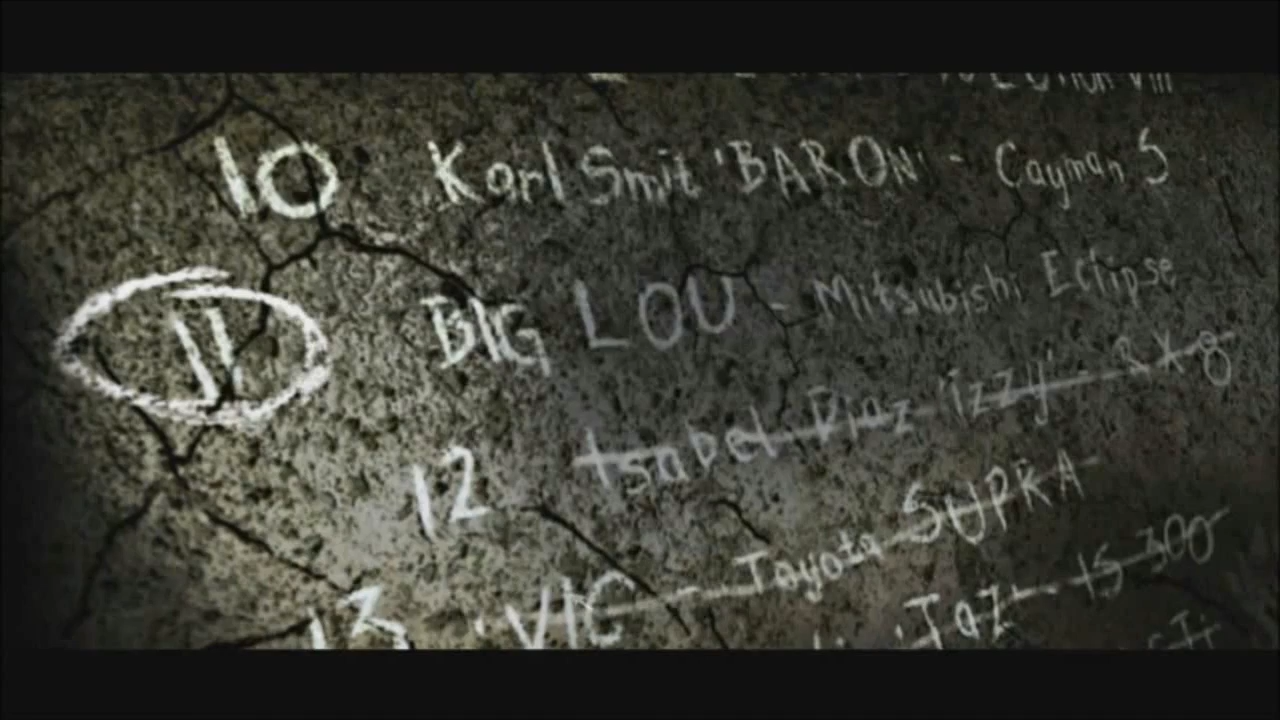 10 Karl Smit 'BARON' - Cayman S
11 BIG LOU - Mitsubishi Eclipse
12 Isabel Diaz 'izzy' - RX-8
13 'VIC' - Toyota SUPRA
'JAZ' - IS 300